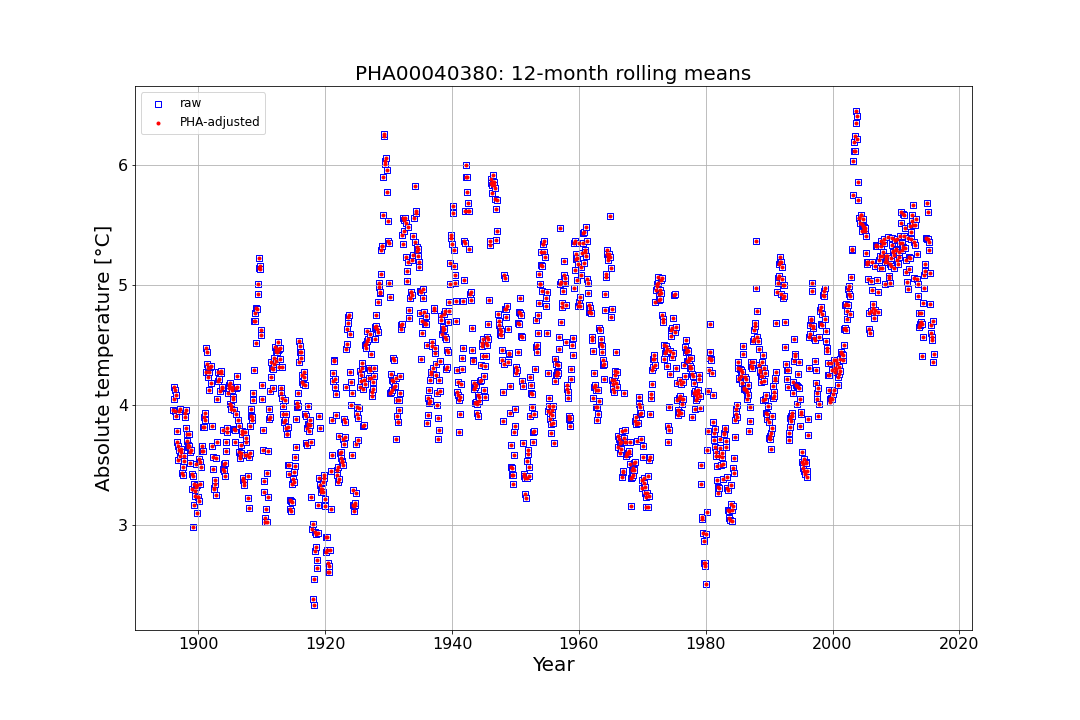 PHA00040380: 12-month rolling means
raw
PHA-adjusted
Absolute temperature [°C]
6
5
4
3
1900 1920 1940 1960 1980 2000 2020
Year